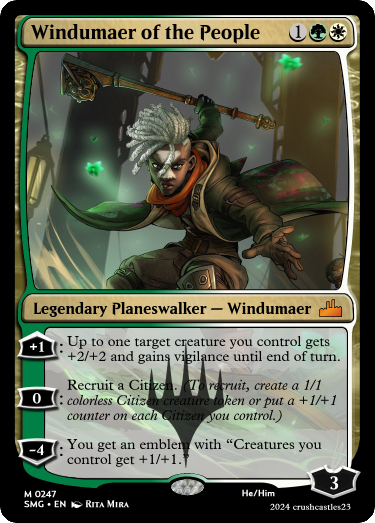 Windumaer of the People 1
Legendary Planeswalker — Windumaer
+1: Up to one target creature you control gets
+2/+2 and gains vigilance until end of turn.
0: Recruit a Citizen. (To recruit, create a 1/1
colorless Citizen creature token or put a +1/+1
counter on each Citizen you control.)
-4: You get an emblem with “Creatures you
control get +1/+1.”
3
M 0247
SMG • EN Rita Mira
He/Him
2024 crushcastles23